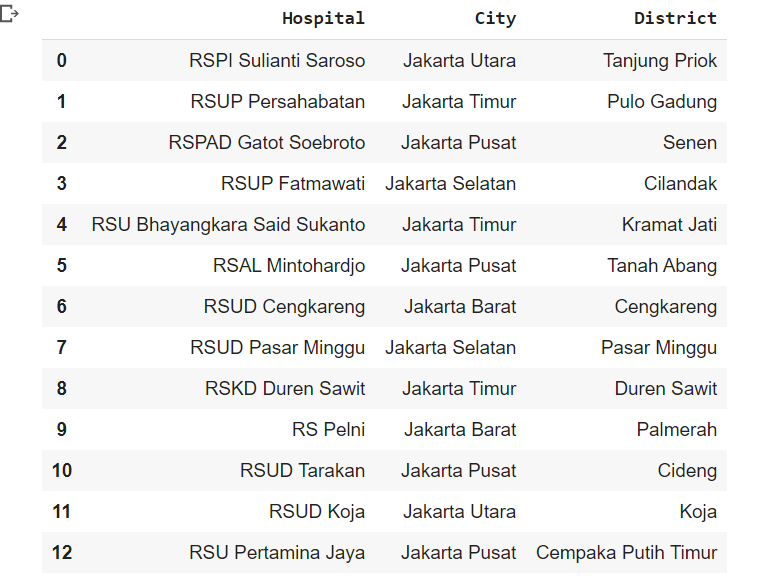 Hospital City District
0 RSPI Sulianti Saroso Jakarta Utara Tanjung Priok
1 RSUP Persahabatan Jakarta Timur Pulo Gadung
2 RSPAD Gatot Soebroto Jakarta Pusat Senen
3 RSUP Fatmawati Jakarta Selatan Cilandak
4 RSU Bhayangkara Said Sukanto Jakarta Timur Kramat Jati
5 RSAL Mintohardjo Jakarta Pusat Tanah Abang
6 RSUD Cengkareng Jakarta Barat Cengkareng
7 RSUD Pasar Minggu Jakarta Selatan Pasar Minggu
8 RSKD Duren Sawit Jakarta Timur Duren Sawit
9 RS Pelni Jakarta Barat Palmerah
10 RSUD Tarakan Jakarta Pusat Cideng
11 RSUD Koja Jakarta Utara Koja
12 RSU Pertamina Jaya Jakarta Pusat Cempaka Putih Timur